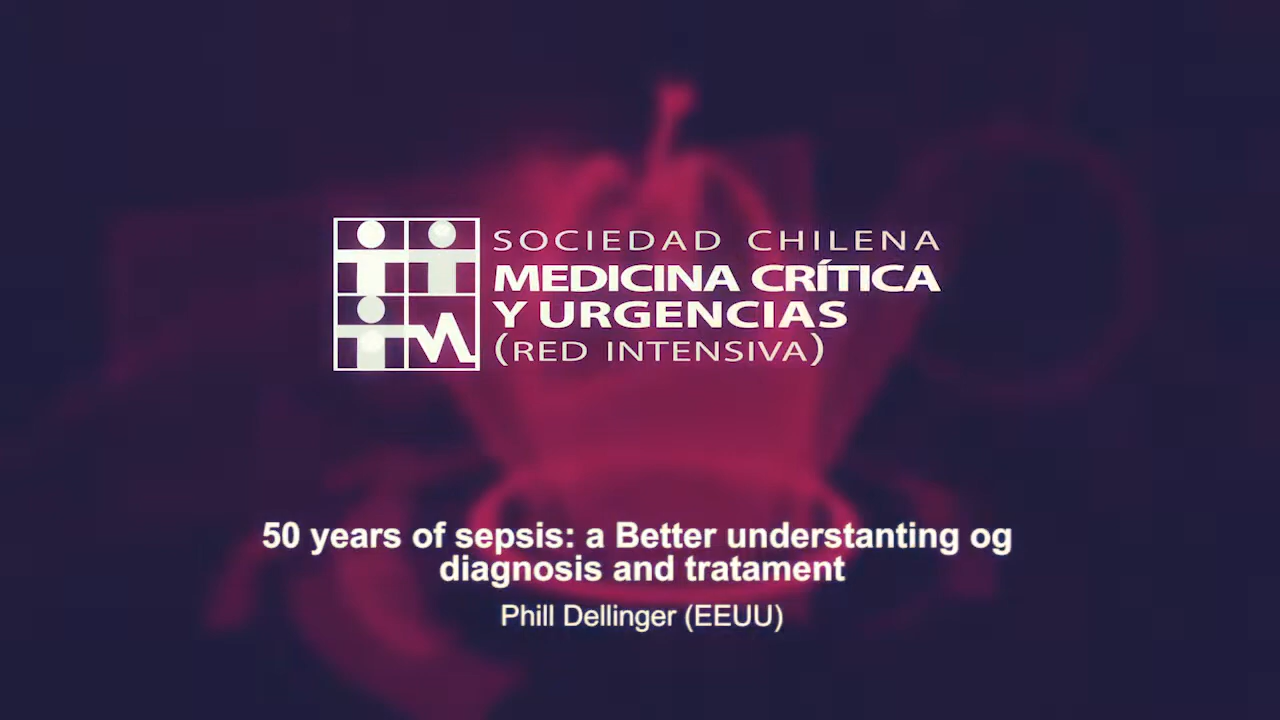 SOCIEDAD CHILENA
MEDICINA CRÍTICA
Y URGENCIAS
(RED INTENSIVA)
50 years of sepsis: a Better understanting og
diagnosis and tratament
Phill Dellinger (EEUU)